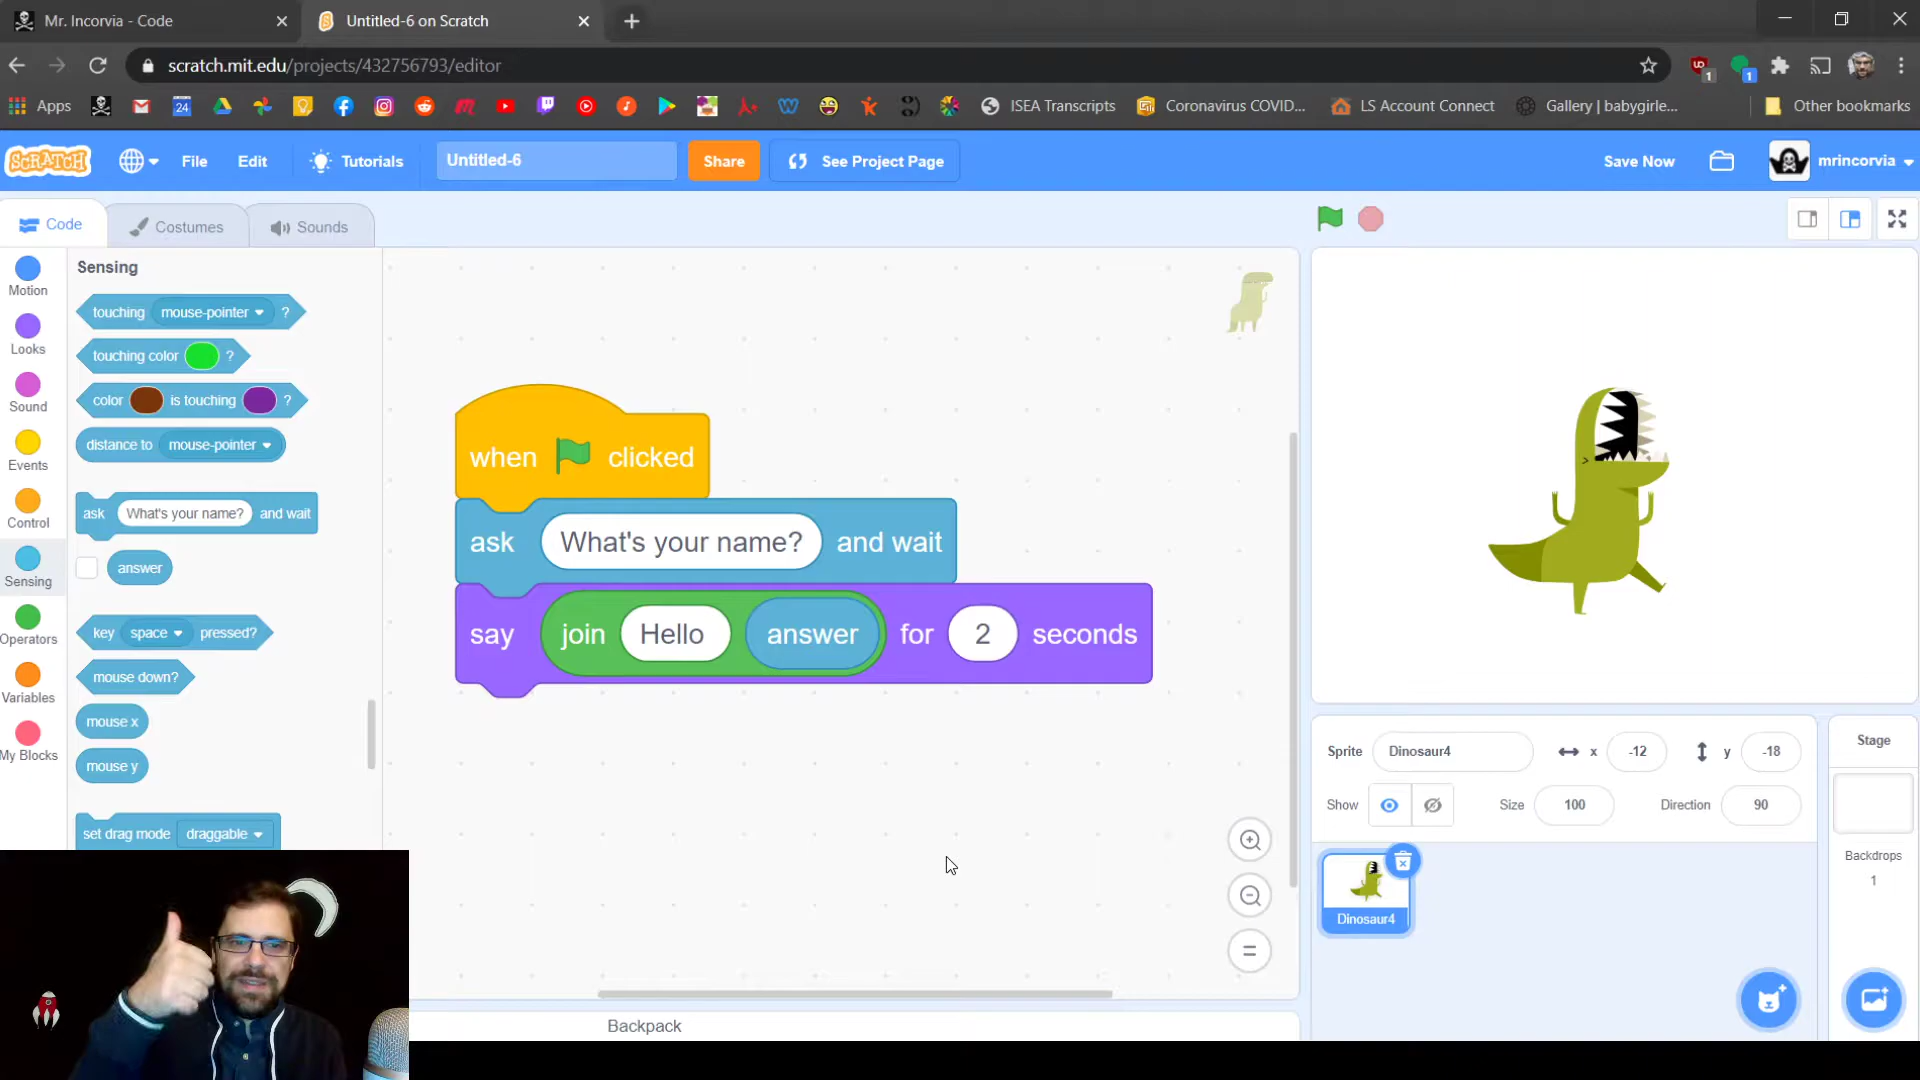 Mr. Incorvia - Code
Untitled-6 on Scratch
scratch.mit.edu/projects/432756793/editor
1
1
Apps
24
ISEA Transcripts
Coronavirus COVID...
LS Account Connect
Gallery | babygirle...
Other bookmarks
SCRATCH
File
Edit
Tutorials
Untitled-6
Share
See Project Page
Save Now
mrincorvia
Code
Costumes
Sounds
Motion
Looks
Sound
Events
Control
Sensing
Operators
Variables
My Blocks
Sensing
touching mouse-pointer ?
touching color ?
color is touching ?
distance to mouse-pointer
ask What's your name? and wait
answer
key space pressed?
mouse down?
mouse x
mouse y
set drag mode draggable
when clicked
ask What's your name? and wait
say join Hello answer for 2 seconds
Backpack
Sprite Dinosaur4 x -12 y -18
Show Size 100 Direction 90
Dinosaur4
Stage
Backdrops
1